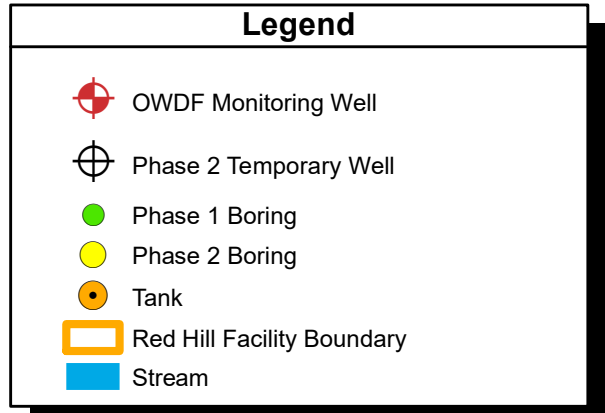 Legend
OWDF Monitoring Well
Phase 2 Temporary Well
Phase 1 Boring
Phase 2 Boring
Tank
Red Hill Facility Boundary
Stream